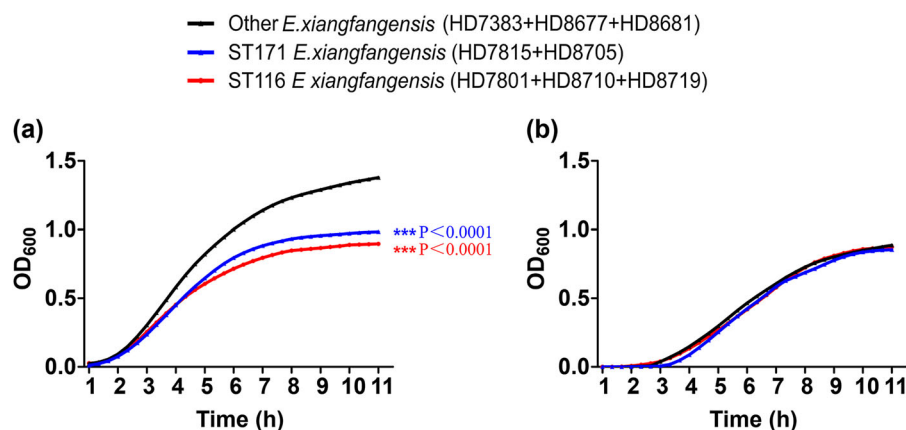 Other E.xiangfangensis (HD7383+HD8677+HD8681)
ST171 E.xiangfangensis (HD7815+HD8705)
ST116 E.xiangfangensis (HD7801+HD8710+HD8719)
(a)
OD600
1.5
1.0
0.5
0.0
***P<0.0001
***P<0.0001
1 2 3 4 5 6 7 8 9 10 11
Time (h)
(b)
OD600
1.5
1.0
0.5
0.0
1 2 3 4 5 6 7 8 9 10 11
Time (h)